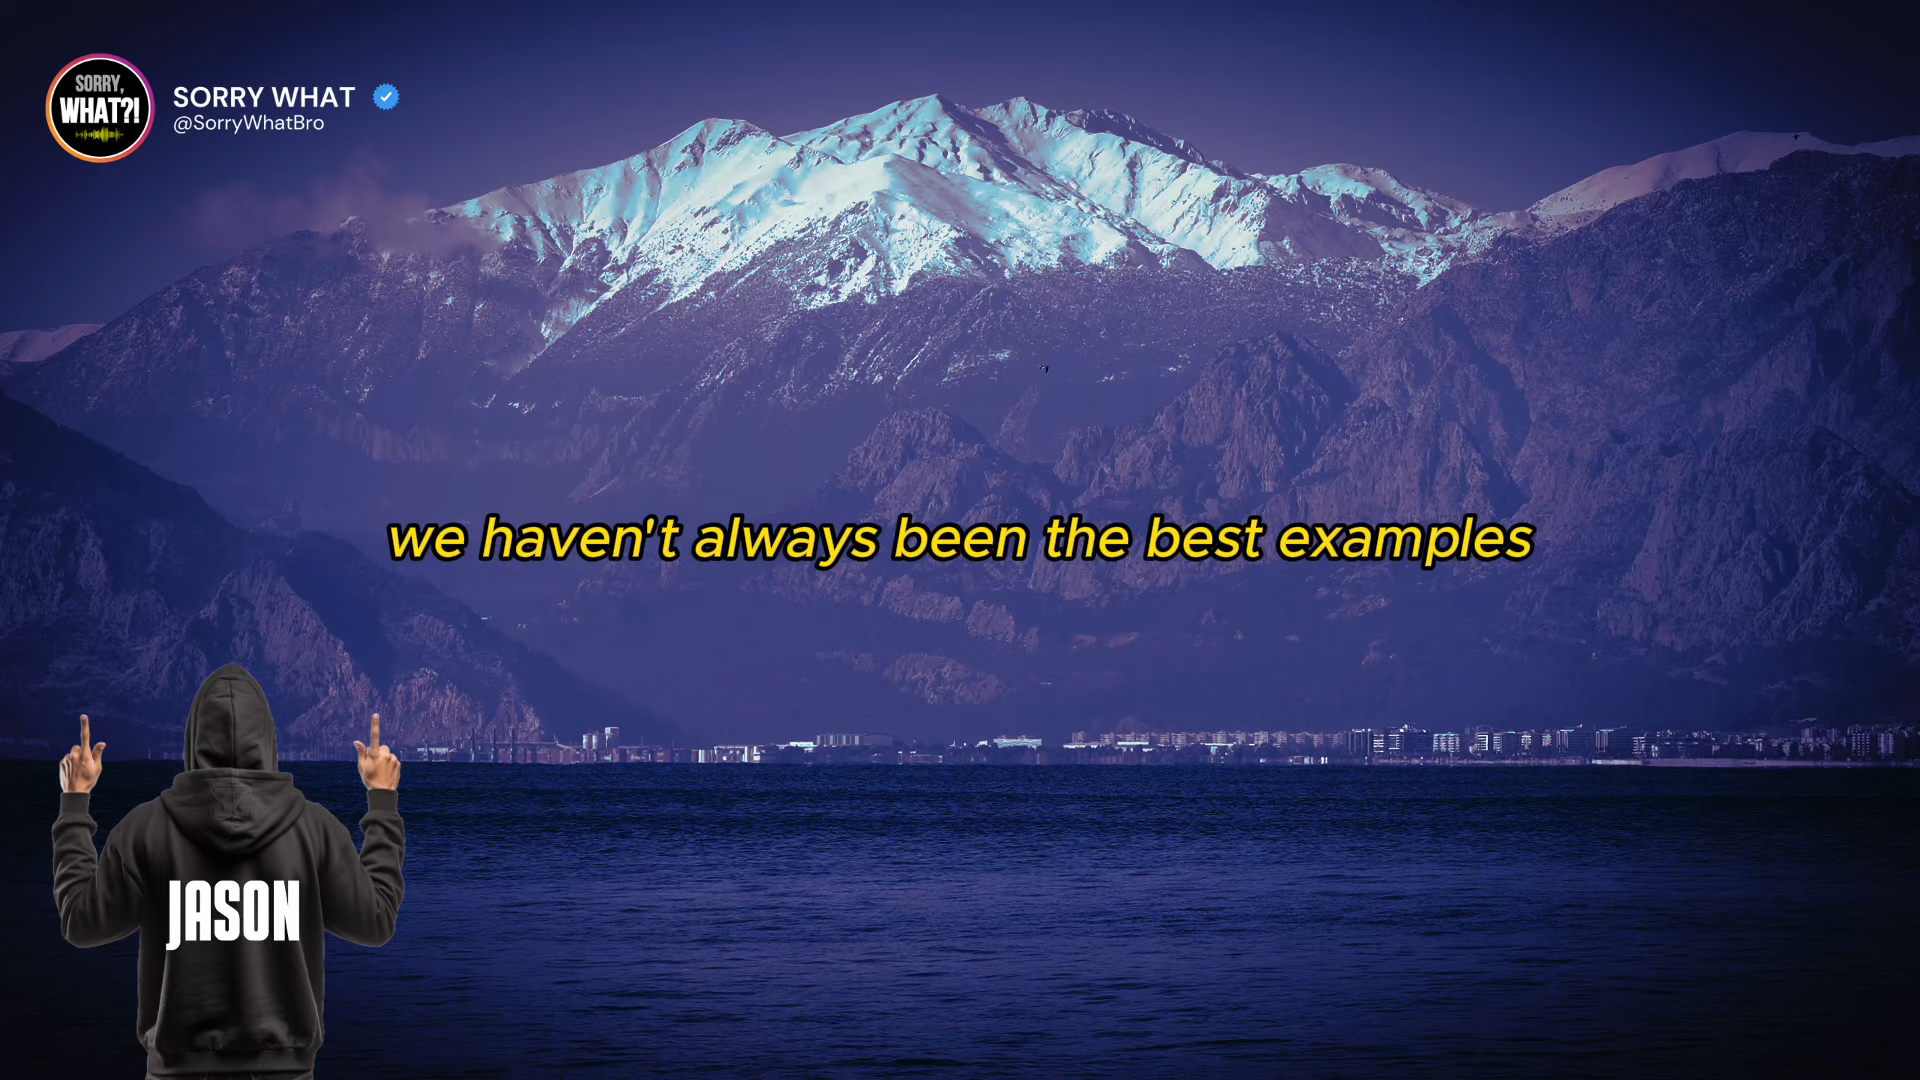 SORRY,
WHAT?!
SORRY WHAT
@SorryWhatBro
we haven't always been the best examples
JASON